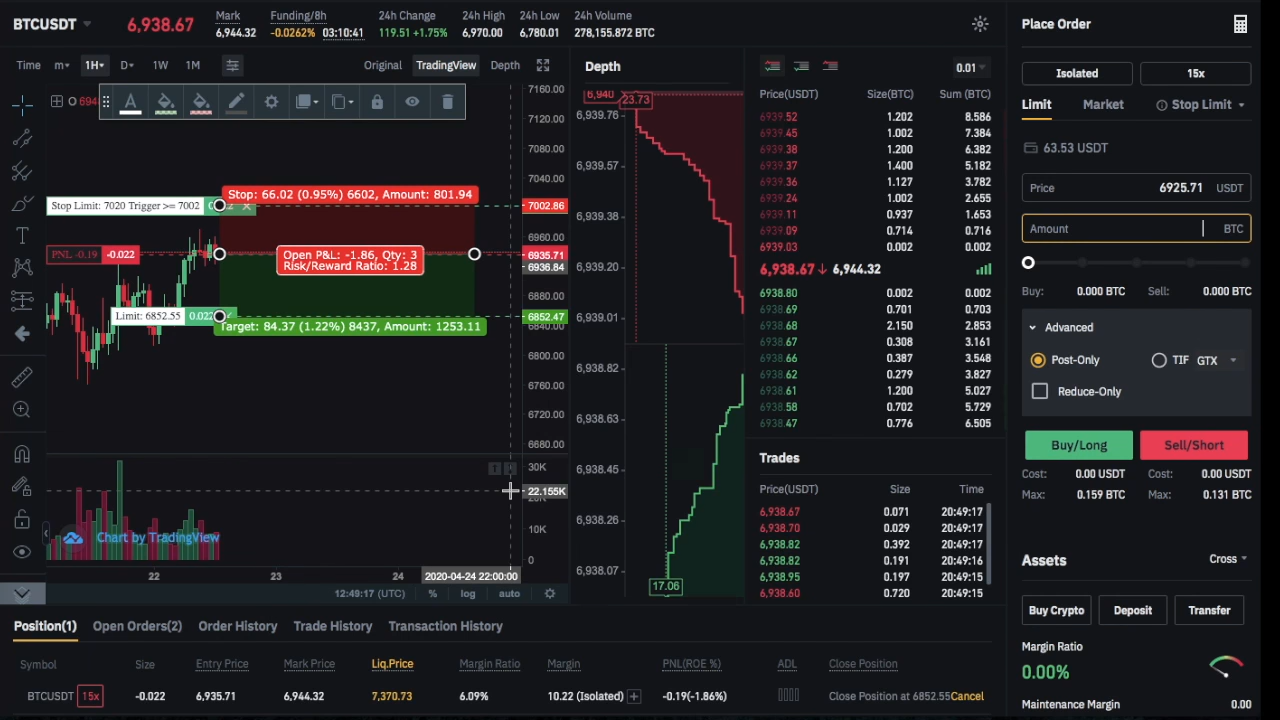 BTCUSDT 6,938.67 Mark 6,944.32 Funding/8h -0.0262% 03:10:41 24h Change 119.51 +1.75% 24h High 6,970.00 24h Low 6,780.01 24h Volume 278,155.872 BTC
Time m 1H D 1W 1M Original TradingView Depth
O 694
7160.00
7120.00
7080.00
7040.00
Stop: 66.02 (0.95%) 6602, Amount: 801.94
Stop Limit: 7020 Trigger >= 7002
7002.86
6960.00
PNL -0.19 -0.022
Open P&L: -1.86, Qty: 3
Risk/Reward Ratio: 1.28
6935.71
6936.84
6880.00
Limit: 6852.55 0.022
6852.47
Target: 84.37 (1.22%) 8437, Amount: 1253.11
6840.00
6800.00
6760.00
6720.00
6680.00
30K
22.155K
10K
0
Chart by TradingView
22 23 24 2020-04-24 22:00:00
12:49:17 (UTC) % log auto
Depth
6,940 23.73
6,939.76
6,939.57
6,939.38
6,939.20
6,939.01
6,938.82
6,938.63
6,938.45
6,938.26
6,938.07
17.06
0.01
Price(USDT) Size(BTC) Sum (BTC)
6939.52 1.202 8.586
6939.45 1.002 7.384
6939.38 1.200 6.382
6939.37 1.400 5.182
6939.36 1.127 3.782
6939.24 1.002 2.655
6939.11 0.937 1.653
6939.09 0.714 0.716
6939.03 0.002 0.002
6,938.67 6,944.32
6938.80 0.002 0.002
6938.69 0.701 0.703
6938.68 2.150 2.853
6938.67 0.308 3.161
6938.66 0.387 3.548
6938.62 0.279 3.827
6938.61 1.200 5.027
6938.58 0.702 5.729
6938.47 0.776 6.505
Trades
Price(USDT) Size Time
6,938.67 0.071 20:49:17
6,938.70 0.029 20:49:17
6,938.82 0.392 20:49:17
6,938.82 0.191 20:49:16
6,938.95 0.197 20:49:15
6,938.60 0.720 20:49:15
Place Order
Isolated 15x
Limit Market Stop Limit
63.53 USDT
Price 6925.71 USDT
Amount BTC
Buy: 0.000 BTC Sell: 0.000 BTC
Advanced
Post-Only TIF GTX
Reduce-Only
Buy/Long Sell/Short
Cost: 0.00 USDT Cost: 0.00 USDT
Max: 0.159 BTC Max: 0.131 BTC
Assets Cross
Buy Crypto Deposit Transfer
Margin Ratio
0.00%
Maintenance Margin 0.00
Position(1) Open Orders(2) Order History Trade History Transaction History
Symbol Size Entry Price Mark Price Liq.Price Margin Ratio Margin PNL(ROE %) ADL Close Position
BTCUSDT 15x -0.022 6,935.71 6,944.32 7,370.73 6.09% 10.22 (Isolated) -0.19(-1.86%) Close Position at 6852.55 Cancel